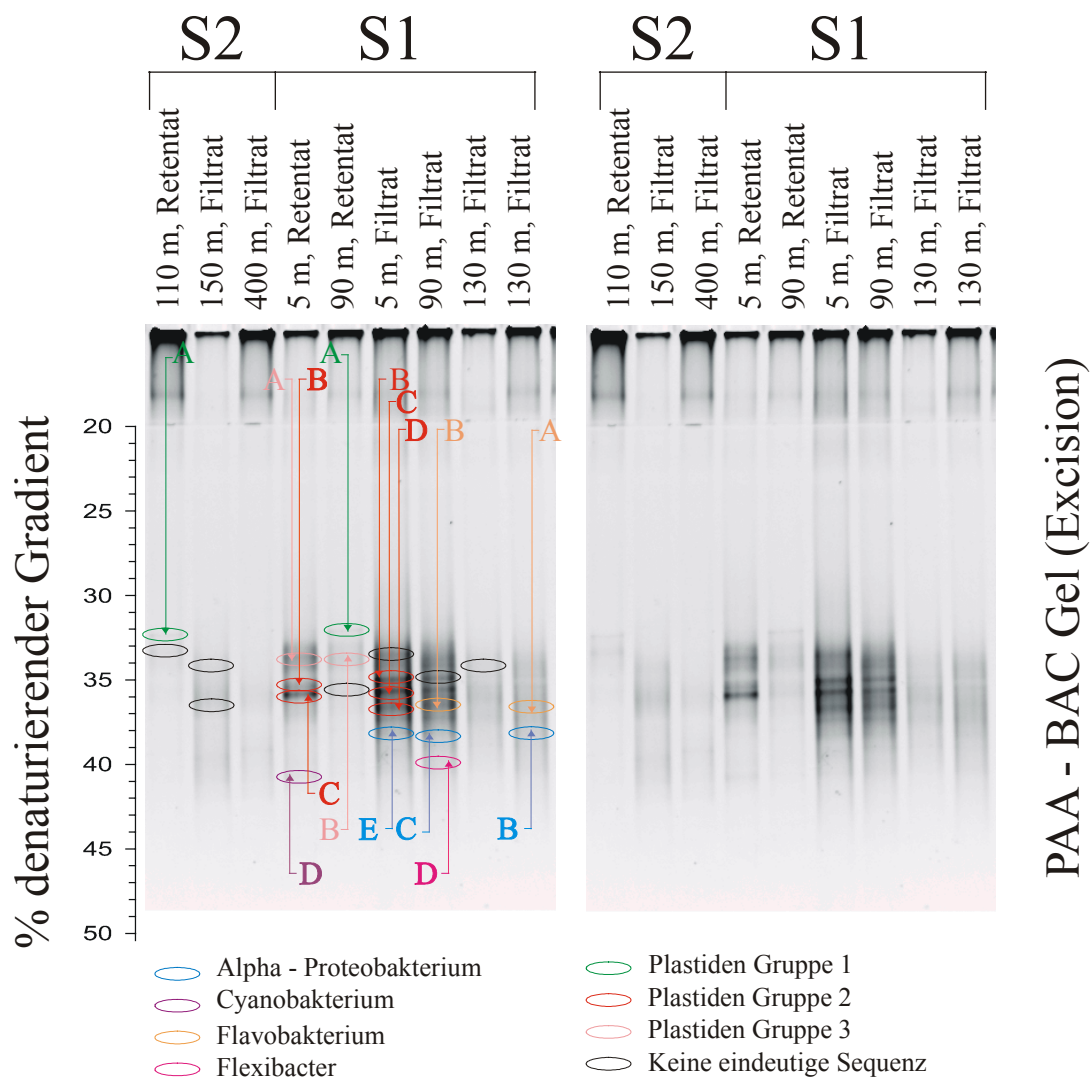 S2 S1 S2 S1
110 m, Retentat
150 m, Filtrat
400 m, Filtrat
5 m, Retentat
90 m, Retentat
5 m, Filtrat
90 m, Filtrat
130 m, Filtrat
130 m, Filtrat
110 m, Retentat
150 m, Filtrat
400 m, Filtrat
5 m, Retentat
90 m, Retentat
5 m, Filtrat
90 m, Filtrat
130 m, Filtrat
130 m, Filtrat
% denaturierender Gradient
20
25
30
35
40
45
50
A A
A B B
C
D B A
C
B E C B
D D
PAA - BAC Gel (Excision)
Alpha - Proteobakterium
Cyanobakterium
Flavobakterium
Flexibacter
Plastiden Gruppe 1
Plastiden Gruppe 2
Plastiden Gruppe 3
Keine eindeutige Sequenz